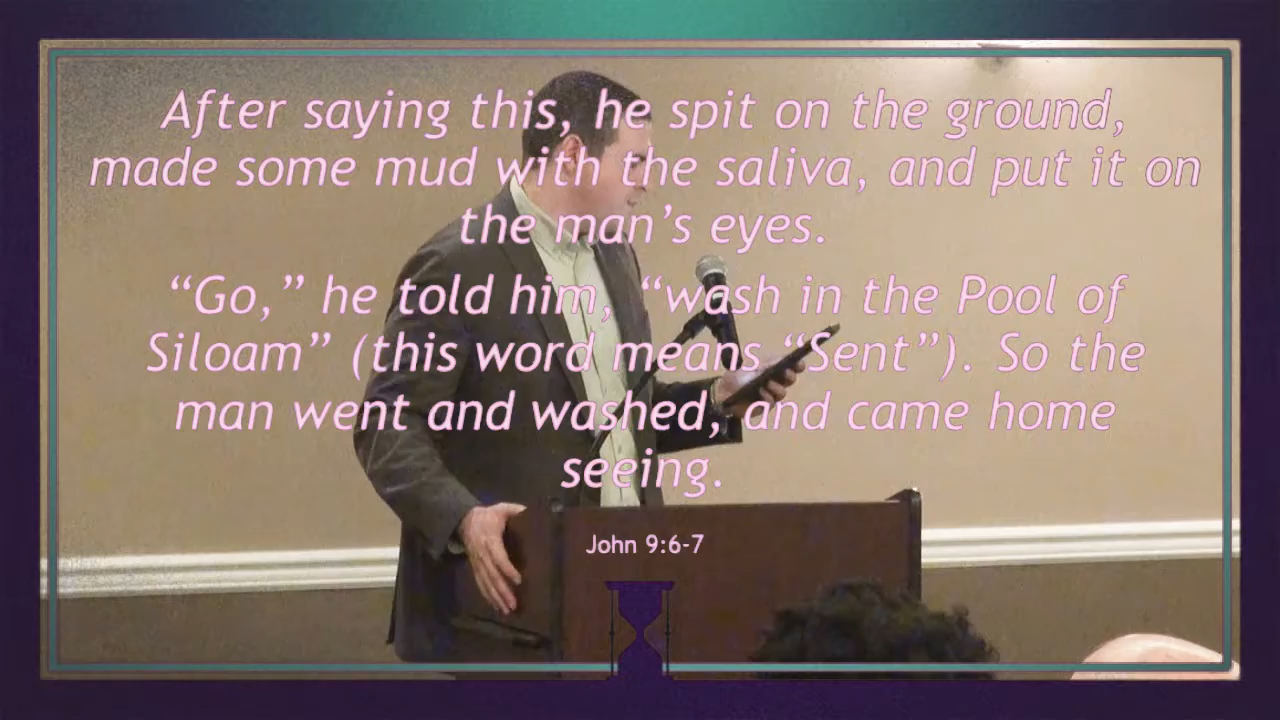 After saying this, he spit on the ground,
made some mud with the saliva, and put it on
the man’s eyes.
“Go,” he told him, “wash in the Pool of
Siloam” (this word means “Sent”). So the
man went and washed, and came home
seeing.
John 9:6-7